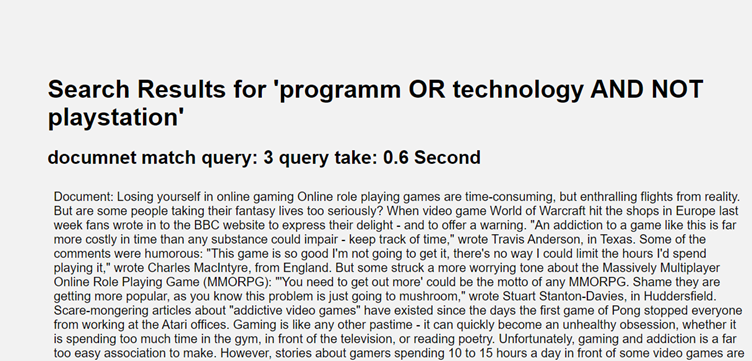 Search Results for 'programm OR technology AND NOT
playstation'
documnet match query: 3 query take: 0.6 Second
Document: Losing yourself in online gaming Online role playing games are time-consuming, but enthralling flights from reality.
But are some people taking their fantasy lives too seriously? When video game World of Warcraft hit the shops in Europe last
week fans wrote in to the BBC website to express their delight - and to offer a warning. "An addiction to a game like this is far
more costly in time than any substance could impair - keep track of time," wrote Travis Anderson, in Texas. Some of the
comments were humorous: "This game is so good I'm not going to get it, there's no way I could limit the hours I'd spend
playing it," wrote Charles MacIntyre, from England. But some struck a more worrying tone about the Massively Multiplayer
Online Role Playing Game (MMORPG): "'You need to get out more' could be the motto of any MMORPG. Shame they are
getting more popular, as you know this problem is just going to mushroom," wrote Stuart Stanton-Davies, in Huddersfield.
Scare-mongering articles about "addictive video games" have existed since the days the first game of Pong stopped everyone
from working at the Atari offices. Gaming is like any other pastime - it can quickly become an unhealthy obsession, whether it
is spending too much time in the gym, in front of the television, or reading poetry. Unfortunately, gaming and addiction is a far
too easy association to make. However, stories about gamers spending 10 to 15 hours a day in front of some video games are